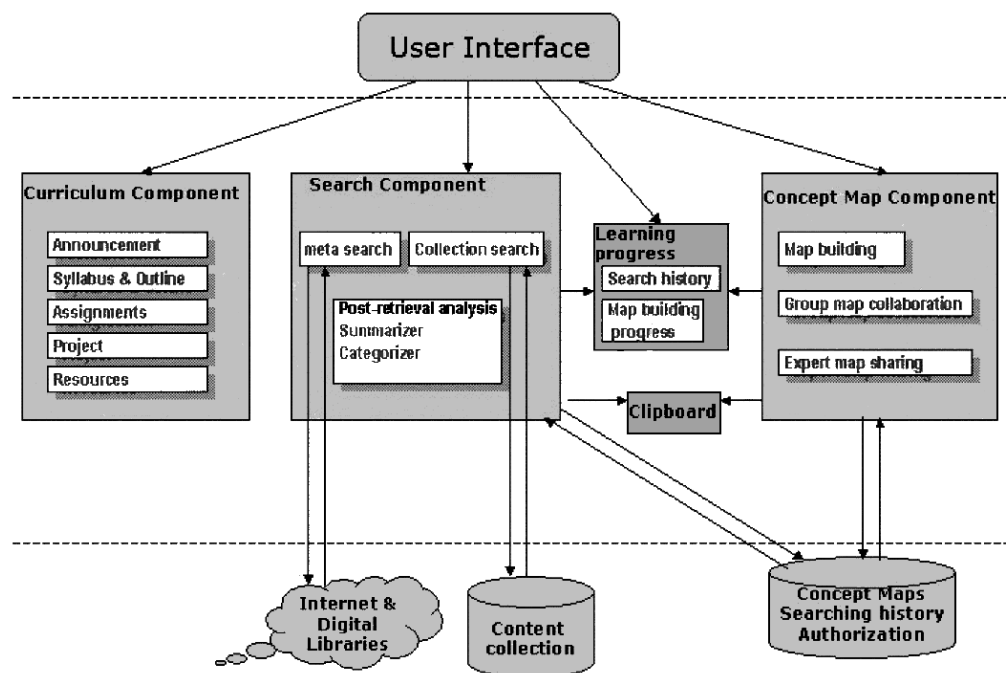 User Interface
Curriculum Component
Announcement
Syllabus & Outline
Assignments
Project
Resources
Search Component
meta search
Collection search
Post-retrieval analysis
Summarizer
Categorizer
Learning
progress
Search history
Map building
progress
Clipboard
Concept Map Component
Map building
Group map collaboration
Expert map sharing
Internet &
Digital
Libraries
Content
collection
Concept Maps
Searching history
Authorization